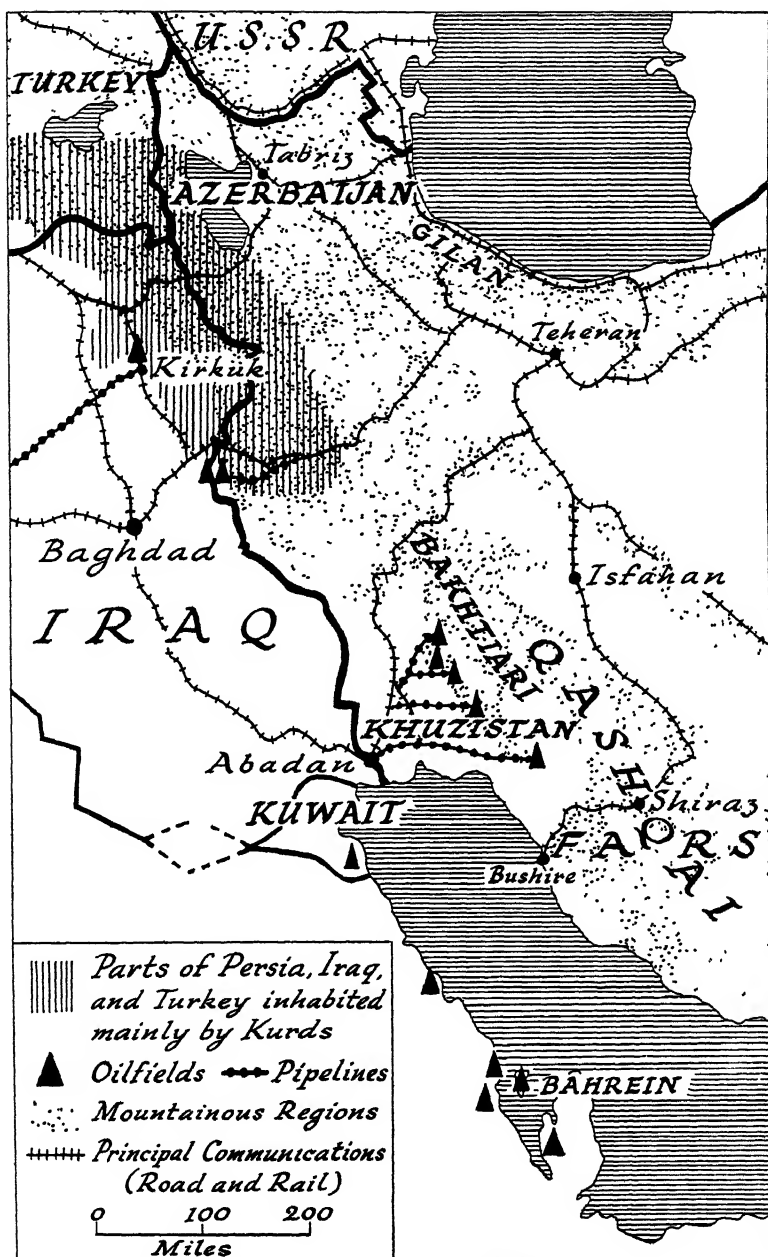 U.S.S.R
TURKEY
Tabriz
AZERBAIJAN
GILAN
Teheran
Kirkuk
Baghdad
Isfahan
IRAQ
BAKHTIARI
QASHQAI
KHUZISTAN
Abadan
KUWAIT
Shiraz
FARS
Bushire
Parts of Persia, Iraq,
and Turkey inhabited
mainly by Kurds
Oilfields Pipelines
BAHREIN
Mountainous Regions
Principal Communications
(Road and Rail)
0 100 200
Miles